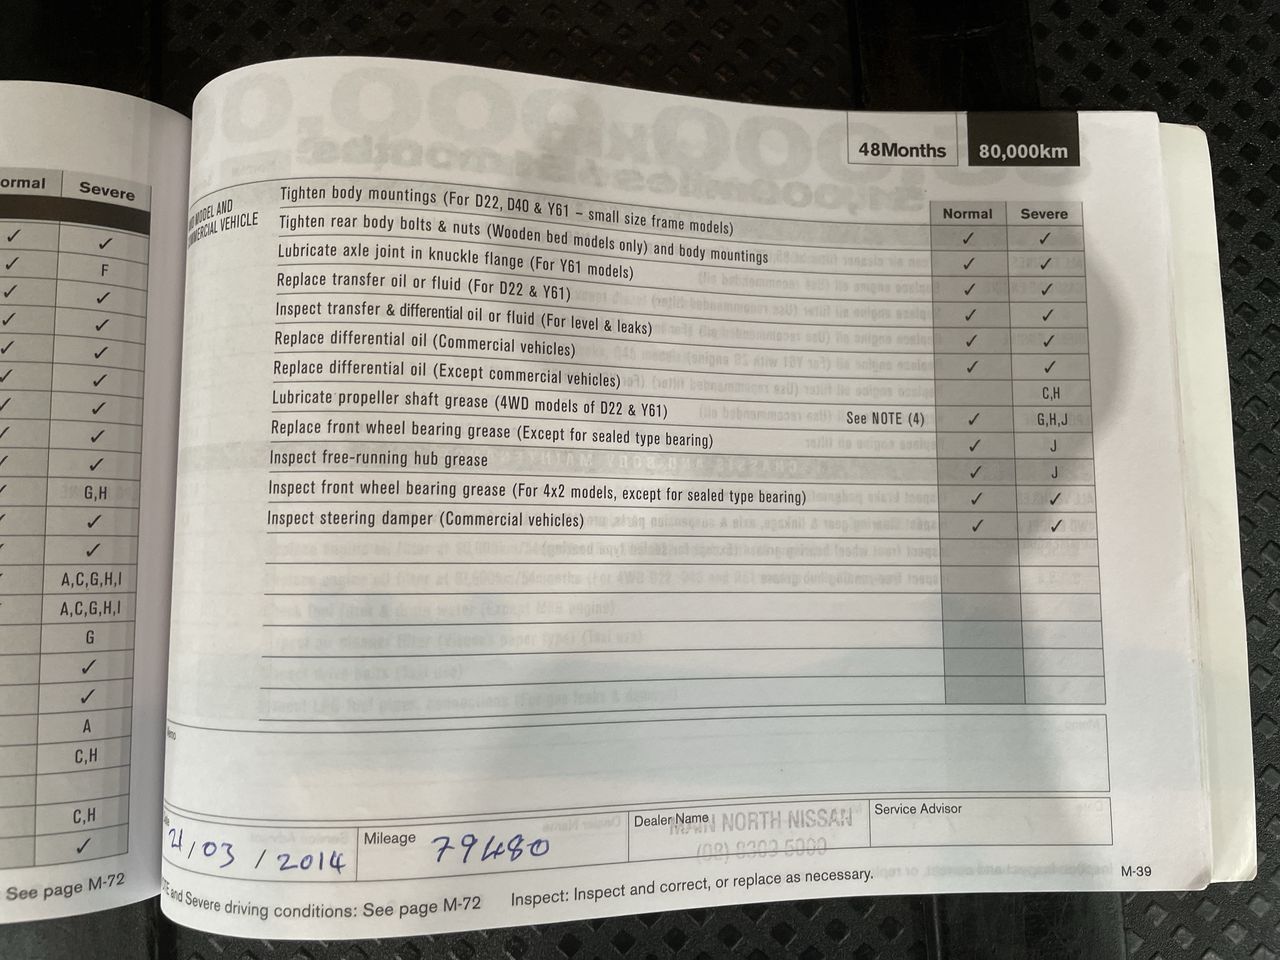 ormal Severe
✓ ✓
✓ F
✓ ✓
✓ ✓
✓ ✓
✓ ✓
✓ ✓
✓ ✓
✓ ✓
✓ G,H
✓ ✓
✓ ✓
A,C,G,H,I
A,C,G,H,I
G
✓
✓
A
C,H
C,H
✓
See page M-72
48Months 80,000km
Normal Severe
MODEL AND
COMMERCIAL VEHICLE
Tighten body mountings (For D22, D40 & Y61 – small size frame models) ✓ ✓
Tighten rear body bolts & nuts (Wooden bed models only) and body mountings ✓ ✓
Lubricate axle joint in knuckle flange (For Y61 models) ✓ ✓
Replace transfer oil or fluid (For D22 & Y61) ✓ ✓
Inspect transfer & differential oil or fluid (For level & leaks) ✓ ✓
Replace differential oil (Commercial vehicles) ✓ ✓
Replace differential oil (Except commercial vehicles) C,H
Lubricate propeller shaft grease (4WD models of D22 & Y61) See NOTE (4) ✓ G,H,J
Replace front wheel bearing grease (Except for sealed type bearing) ✓ J
Inspect free-running hub grease ✓ J
Inspect front wheel bearing grease (For 4x2 models, except for sealed type bearing) ✓ ✓
Inspect steering damper (Commercial vehicles) ✓ ✓
21/03/2014
Mileage 79480
Dealer Name
MAIN NORTH NISSAN
Service Advisor
and Severe driving conditions: See page M-72 Inspect: Inspect and correct, or replace as necessary.
M-39